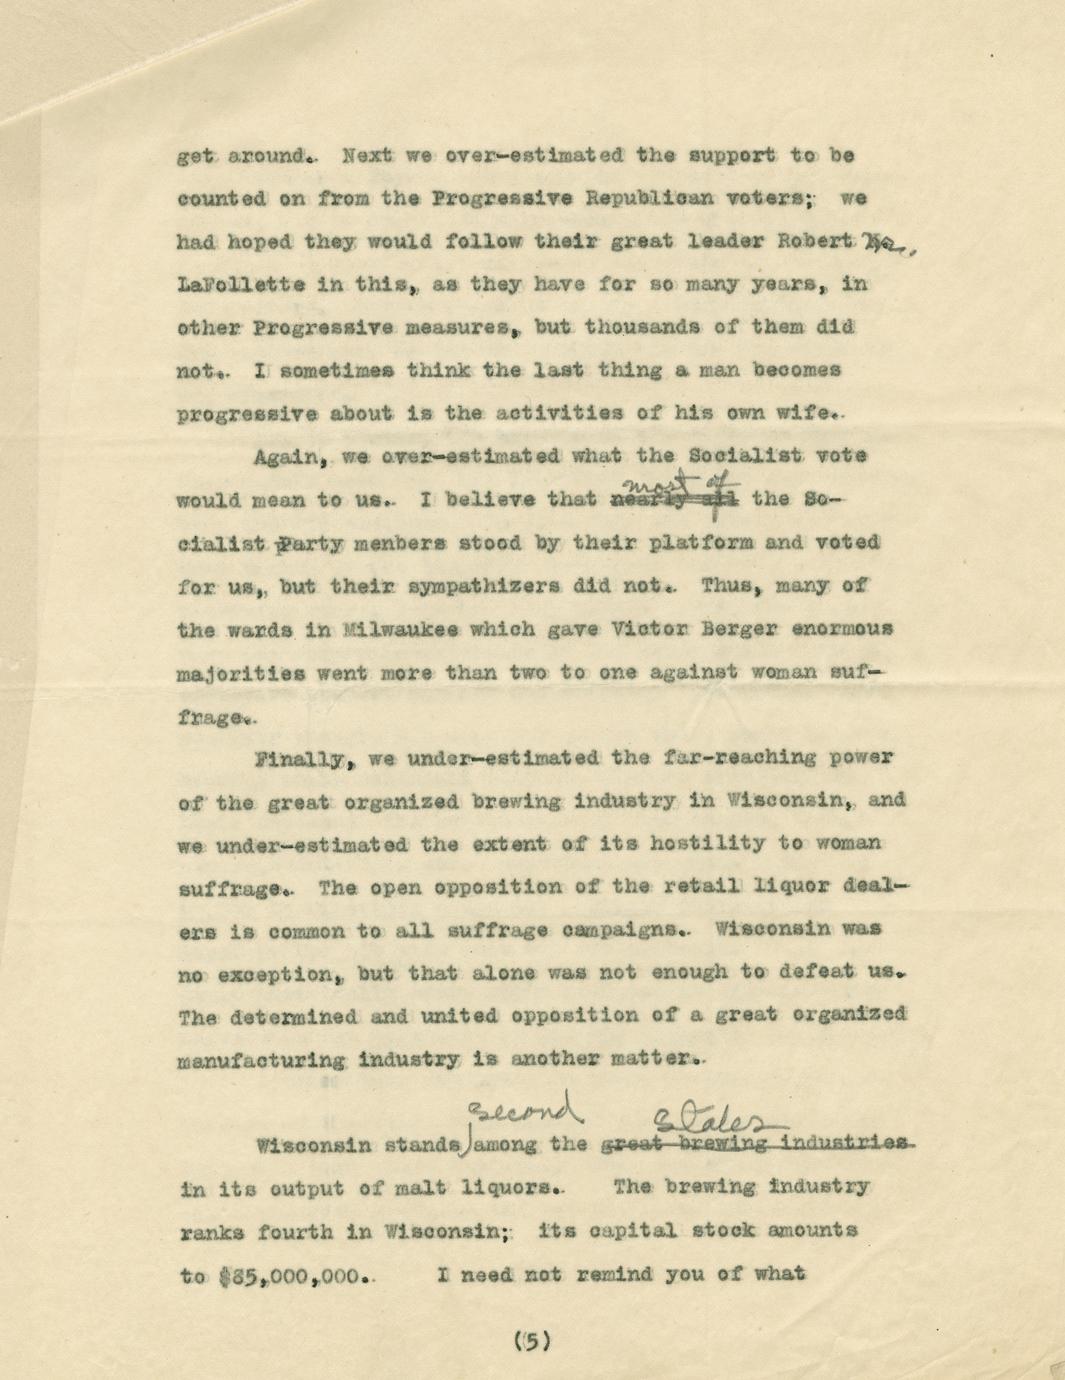 get around. Next we over-estimated the support to be
counted on from the Progressive Republican voters; we
had hoped they would follow their great leader Robert M.
LaFollette in this, as they have for so many years, in
other Progressive measures, but thousands of them did
not. I sometimes think the last thing a man becomes
progressive about is the activities of his own wife.
Again, we over-estimated what the Socialist vote
most of
would mean to us. I believe that nearly all the So-
cialist Party menbers stood by their platform and voted
for us, but their sympathizers did not. Thus, many of
the wards in Milwaukee which gave Victor Berger enormous
majorities went more than two to one against woman suf-
frage.
Finally, we under-estimated the far-reaching power
of the great organized brewing industry in Wisconsin, and
we under-estimated the extent of its hostility to woman
suffrage. The open opposition of the retail liquor deal-
ers is common to all suffrage campaigns. Wisconsin was
no exception, but that alone was not enough to defeat us.
The determined and united opposition of a great organized
manufacturing industry is another matter.
second states
Wisconsin stands among the great brewing industries
in its output of malt liquors. The brewing industry
ranks fourth in Wisconsin; its capital stock amounts
to $85,000,000. I need not remind you of what
(5)